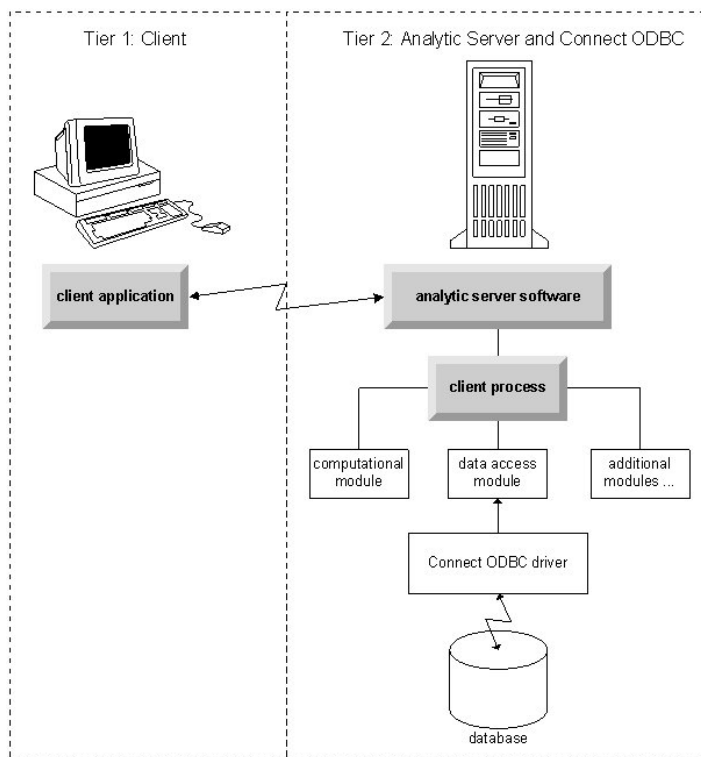 Tier 1: Client
Tier 2: Analytic Server and Connect ODBC
client application
analytic server software
client process
computational
module
data access
module
additional
modules ...
Connect ODBC driver
database